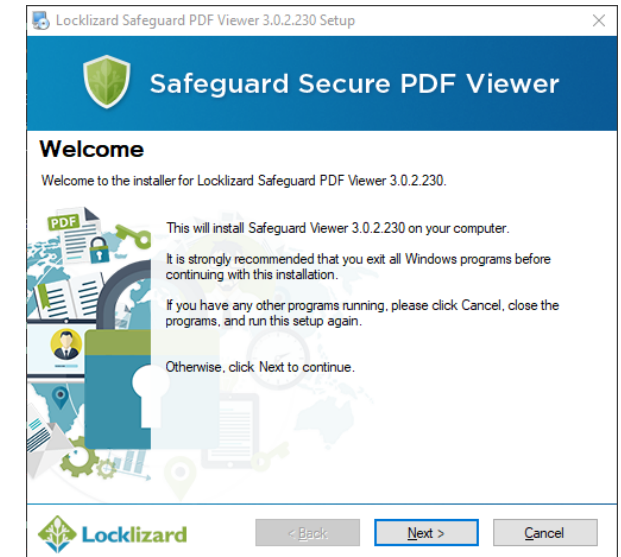 Locklizard Safeguard PDF Viewer 3.0.2.230 Setup
Safeguard Secure PDF Viewer
Welcome
Welcome to the installer for Locklizard Safeguard PDF Viewer 3.0.2.230.
PDF
This will install Safeguard Viewer 3.0.2.230 on your computer.
It is strongly recommended that you exit all Windows programs before
continuing with this installation.
If you have any other programs running, please click Cancel, close the
programs, and run this setup again.
Otherwise, click Next to continue.
Locklizard
< Back
Next >
Cancel